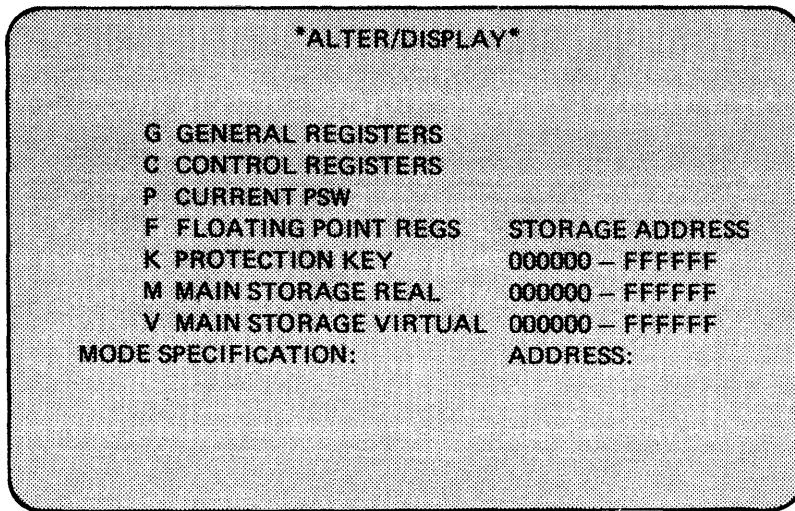 *ALTER/DISPLAY*
G GENERAL REGISTERS
C CONTROL REGISTERS
P CURRENT PSW
F FLOATING POINT REGS STORAGE ADDRESS
K PROTECTION KEY 000000 – FFFFFF
M MAIN STORAGE REAL 000000 – FFFFFF
V MAIN STORAGE VIRTUAL 000000 – FFFFFF
MODE SPECIFICATION: ADDRESS: